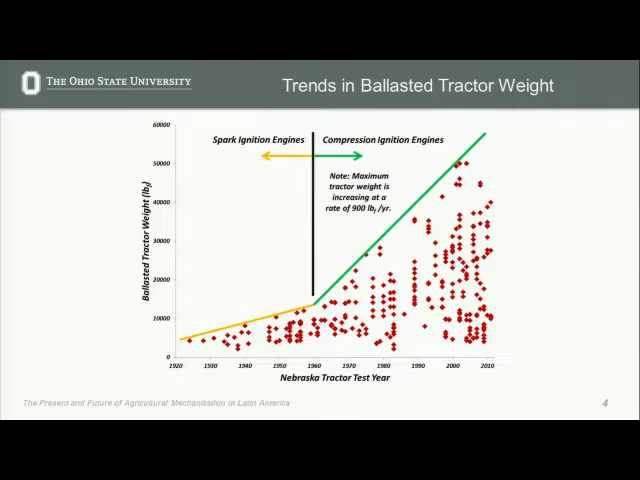 THE OHIO STATE UNIVERSITY
Trends in Ballasted Tractor Weight
60000
50000
40000
30000
20000
10000
0
Ballasted Tractor Weight (lbf)
Spark Ignition Engines
Compression Ignition Engines
Note: Maximum
tractor weight is
increasing at a
rate of 900 lbf /yr.
1920 1930 1940 1950 1960 1970 1980 1990 2000 2010
Nebraska Tractor Test Year
The Present and Future of Agricultural Mechanization in Latin America
4